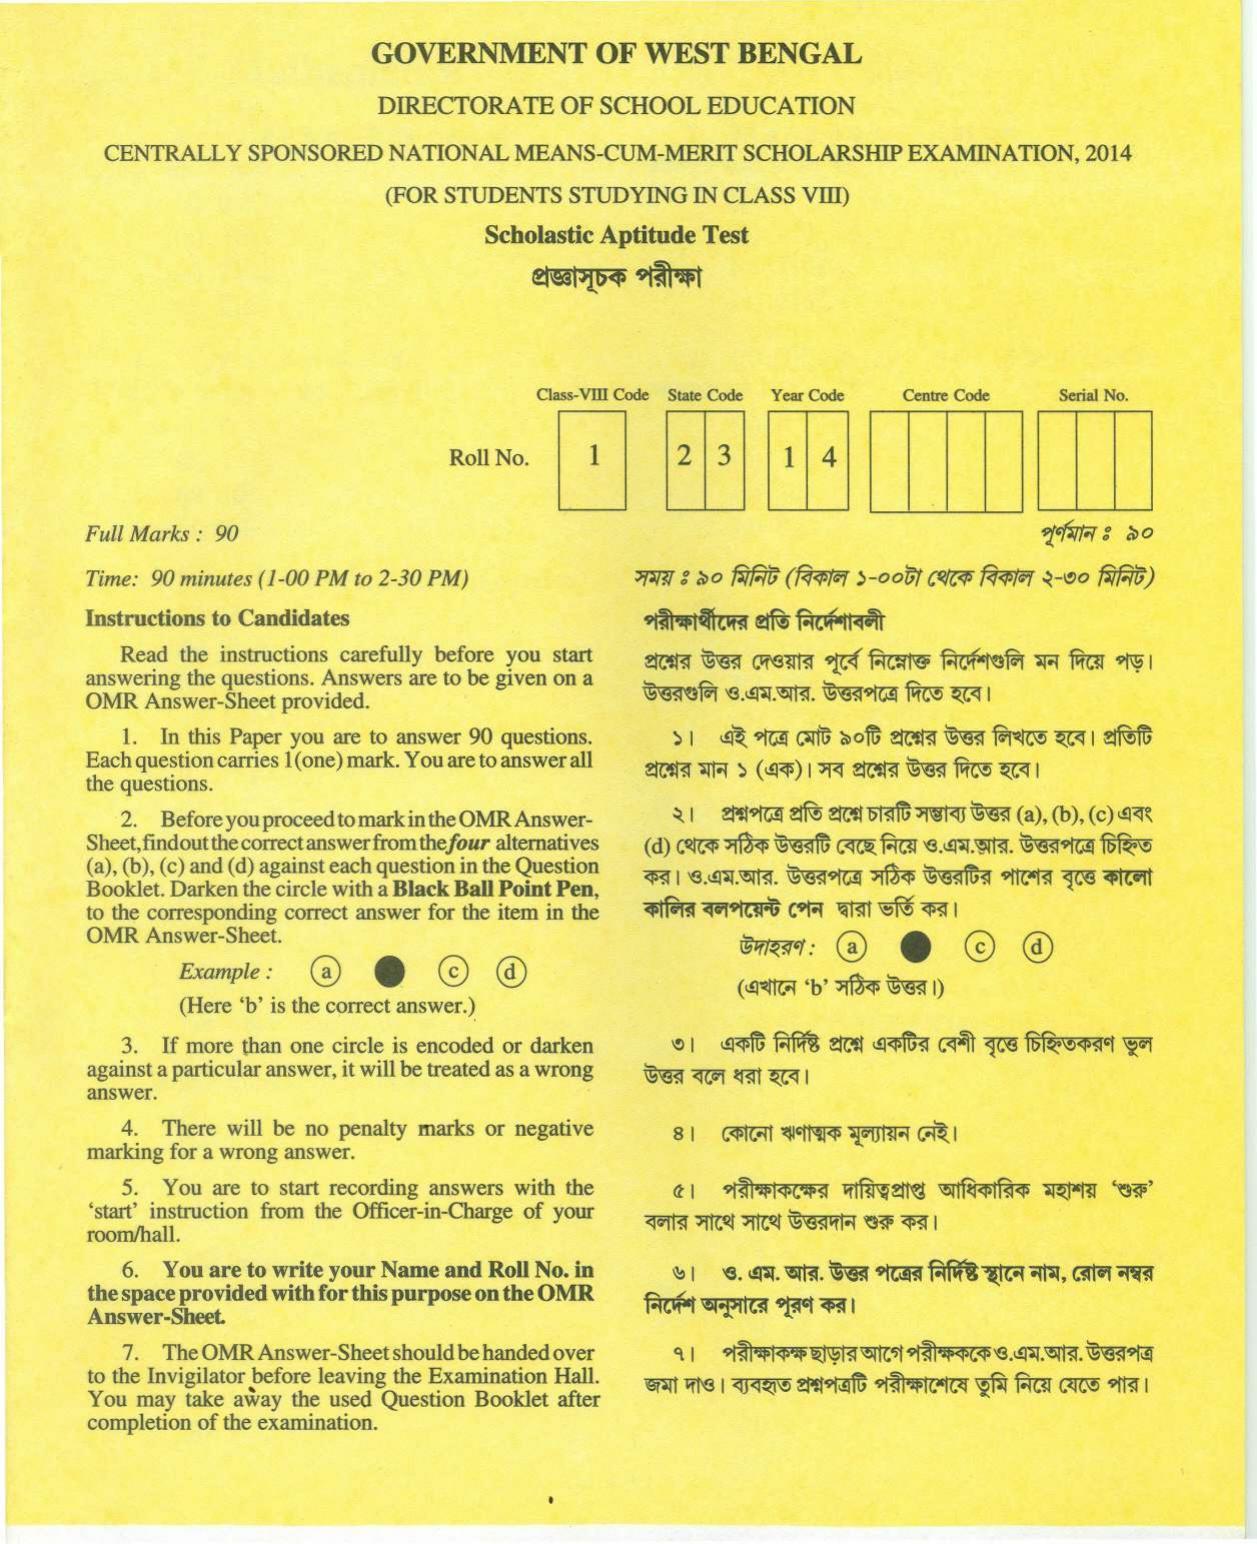 GOVERNMENT OF WEST BENGAL
DIRECTORATE OF SCHOOL EDUCATION
CENTRALLY SPONSORED NATIONAL MEANS-CUM-MERIT SCHOLARSHIP EXAMINATION, 2014
(FOR STUDENTS STUDYING IN CLASS VIII)
Scholastic Aptitude Test
প্রজ্ঞাসূচক পরীক্ষা
Class-VIII Code State Code Year Code Centre Code Serial No.
Roll No. 1 2 3 1 4
Full Marks : 90
Time: 90 minutes (1-00 PM to 2-30 PM)
Instructions to Candidates
Read the instructions carefully before you start
answering the questions. Answers are to be given on a
OMR Answer-Sheet provided.
1. In this Paper you are to answer 90 questions.
Each question carries 1(one) mark. You are to answer all
the questions.
2. Before you proceed to mark in the OMR Answer-
Sheet, find out the correct answer from the four alternatives
(a), (b), (c) and (d) against each question in the Question
Booklet. Darken the circle with a Black Ball Point Pen,
to the corresponding correct answer for the item in the
OMR Answer-Sheet.
Example : a c d
(Here ‘b’ is the correct answer.)
3. If more than one circle is encoded or darken
against a particular answer, it will be treated as a wrong
answer.
4. There will be no penalty marks or negative
marking for a wrong answer.
5. You are to start recording answers with the
‘start’ instruction from the Officer-in-Charge of your
room/hall.
6. You are to write your Name and Roll No. in
the space provided with for this purpose on the OMR
Answer-Sheet.
7. The OMR Answer-Sheet should be handed over
to the Invigilator before leaving the Examination Hall.
You may take away the used Question Booklet after
completion of the examination.
পূর্ণমান : ৯০
সময় : ৯০ মিনিট (বিকাল ১-০০টা থেকে বিকাল ২-৩০ মিনিট)
পরীক্ষার্থীদের প্রতি নির্দেশাবলী
প্রশ্নের উত্তর দেওয়ার পূর্বে নিম্নোক্ত নির্দেশগুলি মন দিয়ে পড়।
উত্তরগুলি ও.এম.আর. উত্তরপত্রে দিতে হবে।
১। এই পত্রে মোট ৯০টি প্রশ্নের উত্তর লিখতে হবে। প্রতিটি
প্রশ্নের মান ১ (এক)। সব প্রশ্নের উত্তর দিতে হবে।
২। প্রশ্নপত্রে প্রতি প্রশ্নে চারটি সম্ভাব্য উত্তর (a), (b), (c) এবং
(d) থেকে সঠিক উত্তরটি বেছে নিয়ে ও.এম.আর. উত্তরপত্রে চিহ্নিত
কর। ও.এম.আর. উত্তরপত্রে সঠিক উত্তরটির পাশের বৃত্তে কালো
কালির বলপয়েন্ট পেন দ্বারা ভর্তি কর।
উদাহরণ : a c d
(এখানে ‘b’ সঠিক উত্তর।)
৩। একটি নির্দিষ্ট প্রশ্নে একটির বেশী বৃত্তে চিহ্নিতকরণ ভুল
উত্তর বলে ধরা হবে।
৪। কোনো ঋণাত্মক মূল্যায়ন নেই।
৫। পরীক্ষাকক্ষের দায়িত্বপ্রাপ্ত আধিকারিক মহাশয় ‘শুরু’
বলার সাথে সাথে উত্তরদান শুরু কর।
৬। ও. এম. আর. উত্তর পত্রের নির্দিষ্ট স্থানে নাম, রোল নম্বর
নির্দেশ অনুসারে পূরণ কর।
৭। পরীক্ষাকক্ষ ছাড়ার আগে পরীক্ষককে ও.এম.আর. উত্তরপত্র
জমা দাও। ব্যবহৃত প্রশ্নপত্রটি পরীক্ষাশেষে তুমি নিয়ে যেতে পার।